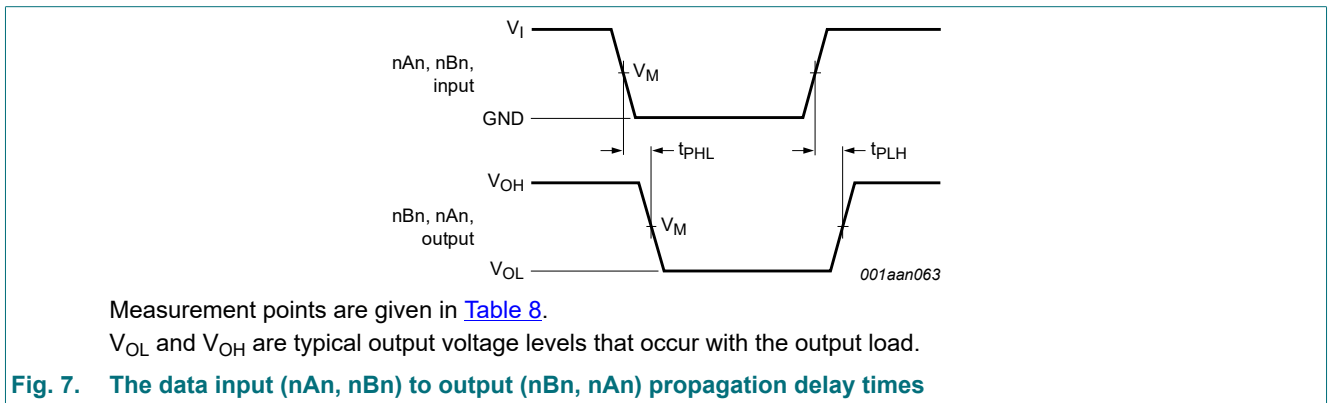 V_I
nAn, nBn,
input
V_M
GND
t_PHL
t_PLH
V_OH
nBn, nAn,
output
V_M
V_OL
001aan063
Measurement points are given in Table 8.
V_OL and V_OH are typical output voltage levels that occur with the output load.
Fig. 7. The data input (nAn, nBn) to output (nBn, nAn) propagation delay times